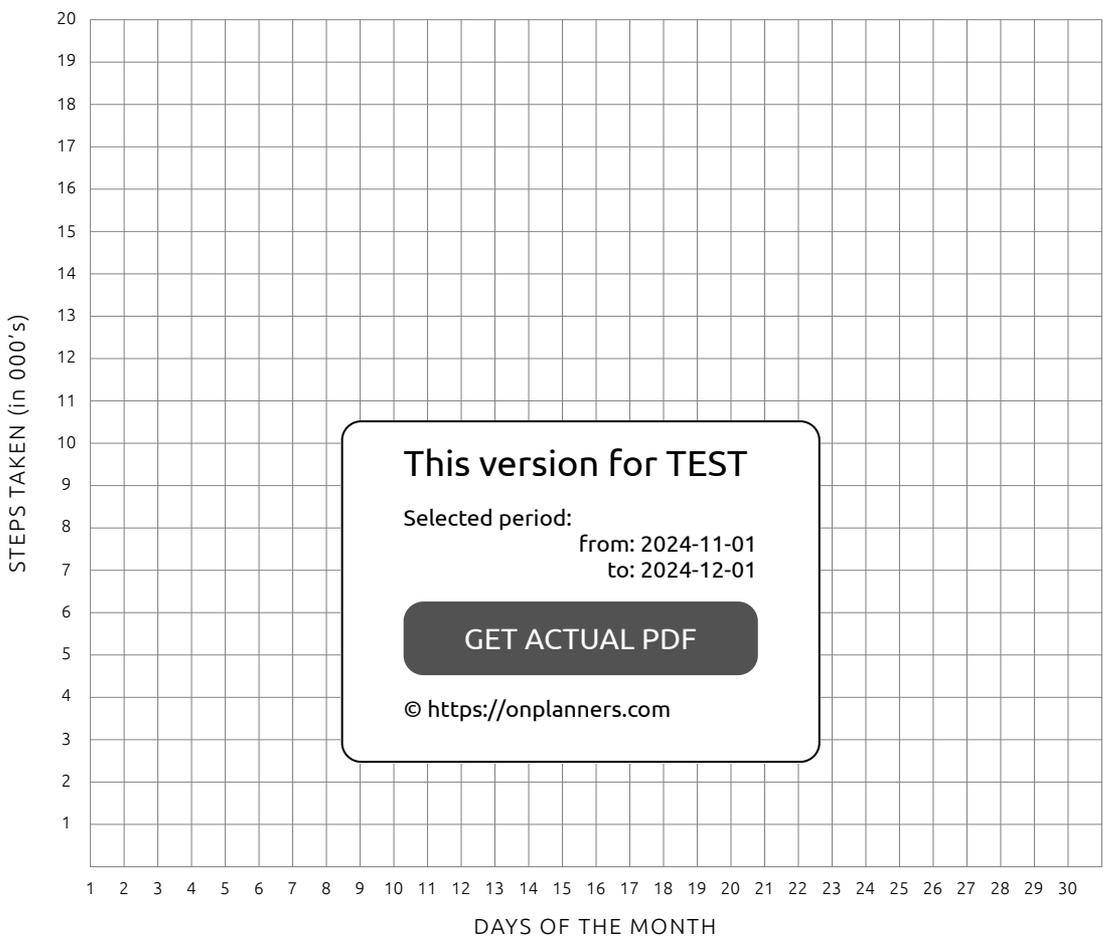 20
19
18
17
16
15
14
13
12
11
10
9
8
7
6
5
4
3
2
1
STEPS TAKEN (in 000's)
This version for TEST
Selected period:
from: 2024-11-01
to: 2024-12-01
GET ACTUAL PDF
© https://onplanners.com
1 2 3 4 5 6 7 8 9 10 11 12 13 14 15 16 17 18 19 20 21 22 23 24 25 26 27 28 29 30
DAYS OF THE MONTH